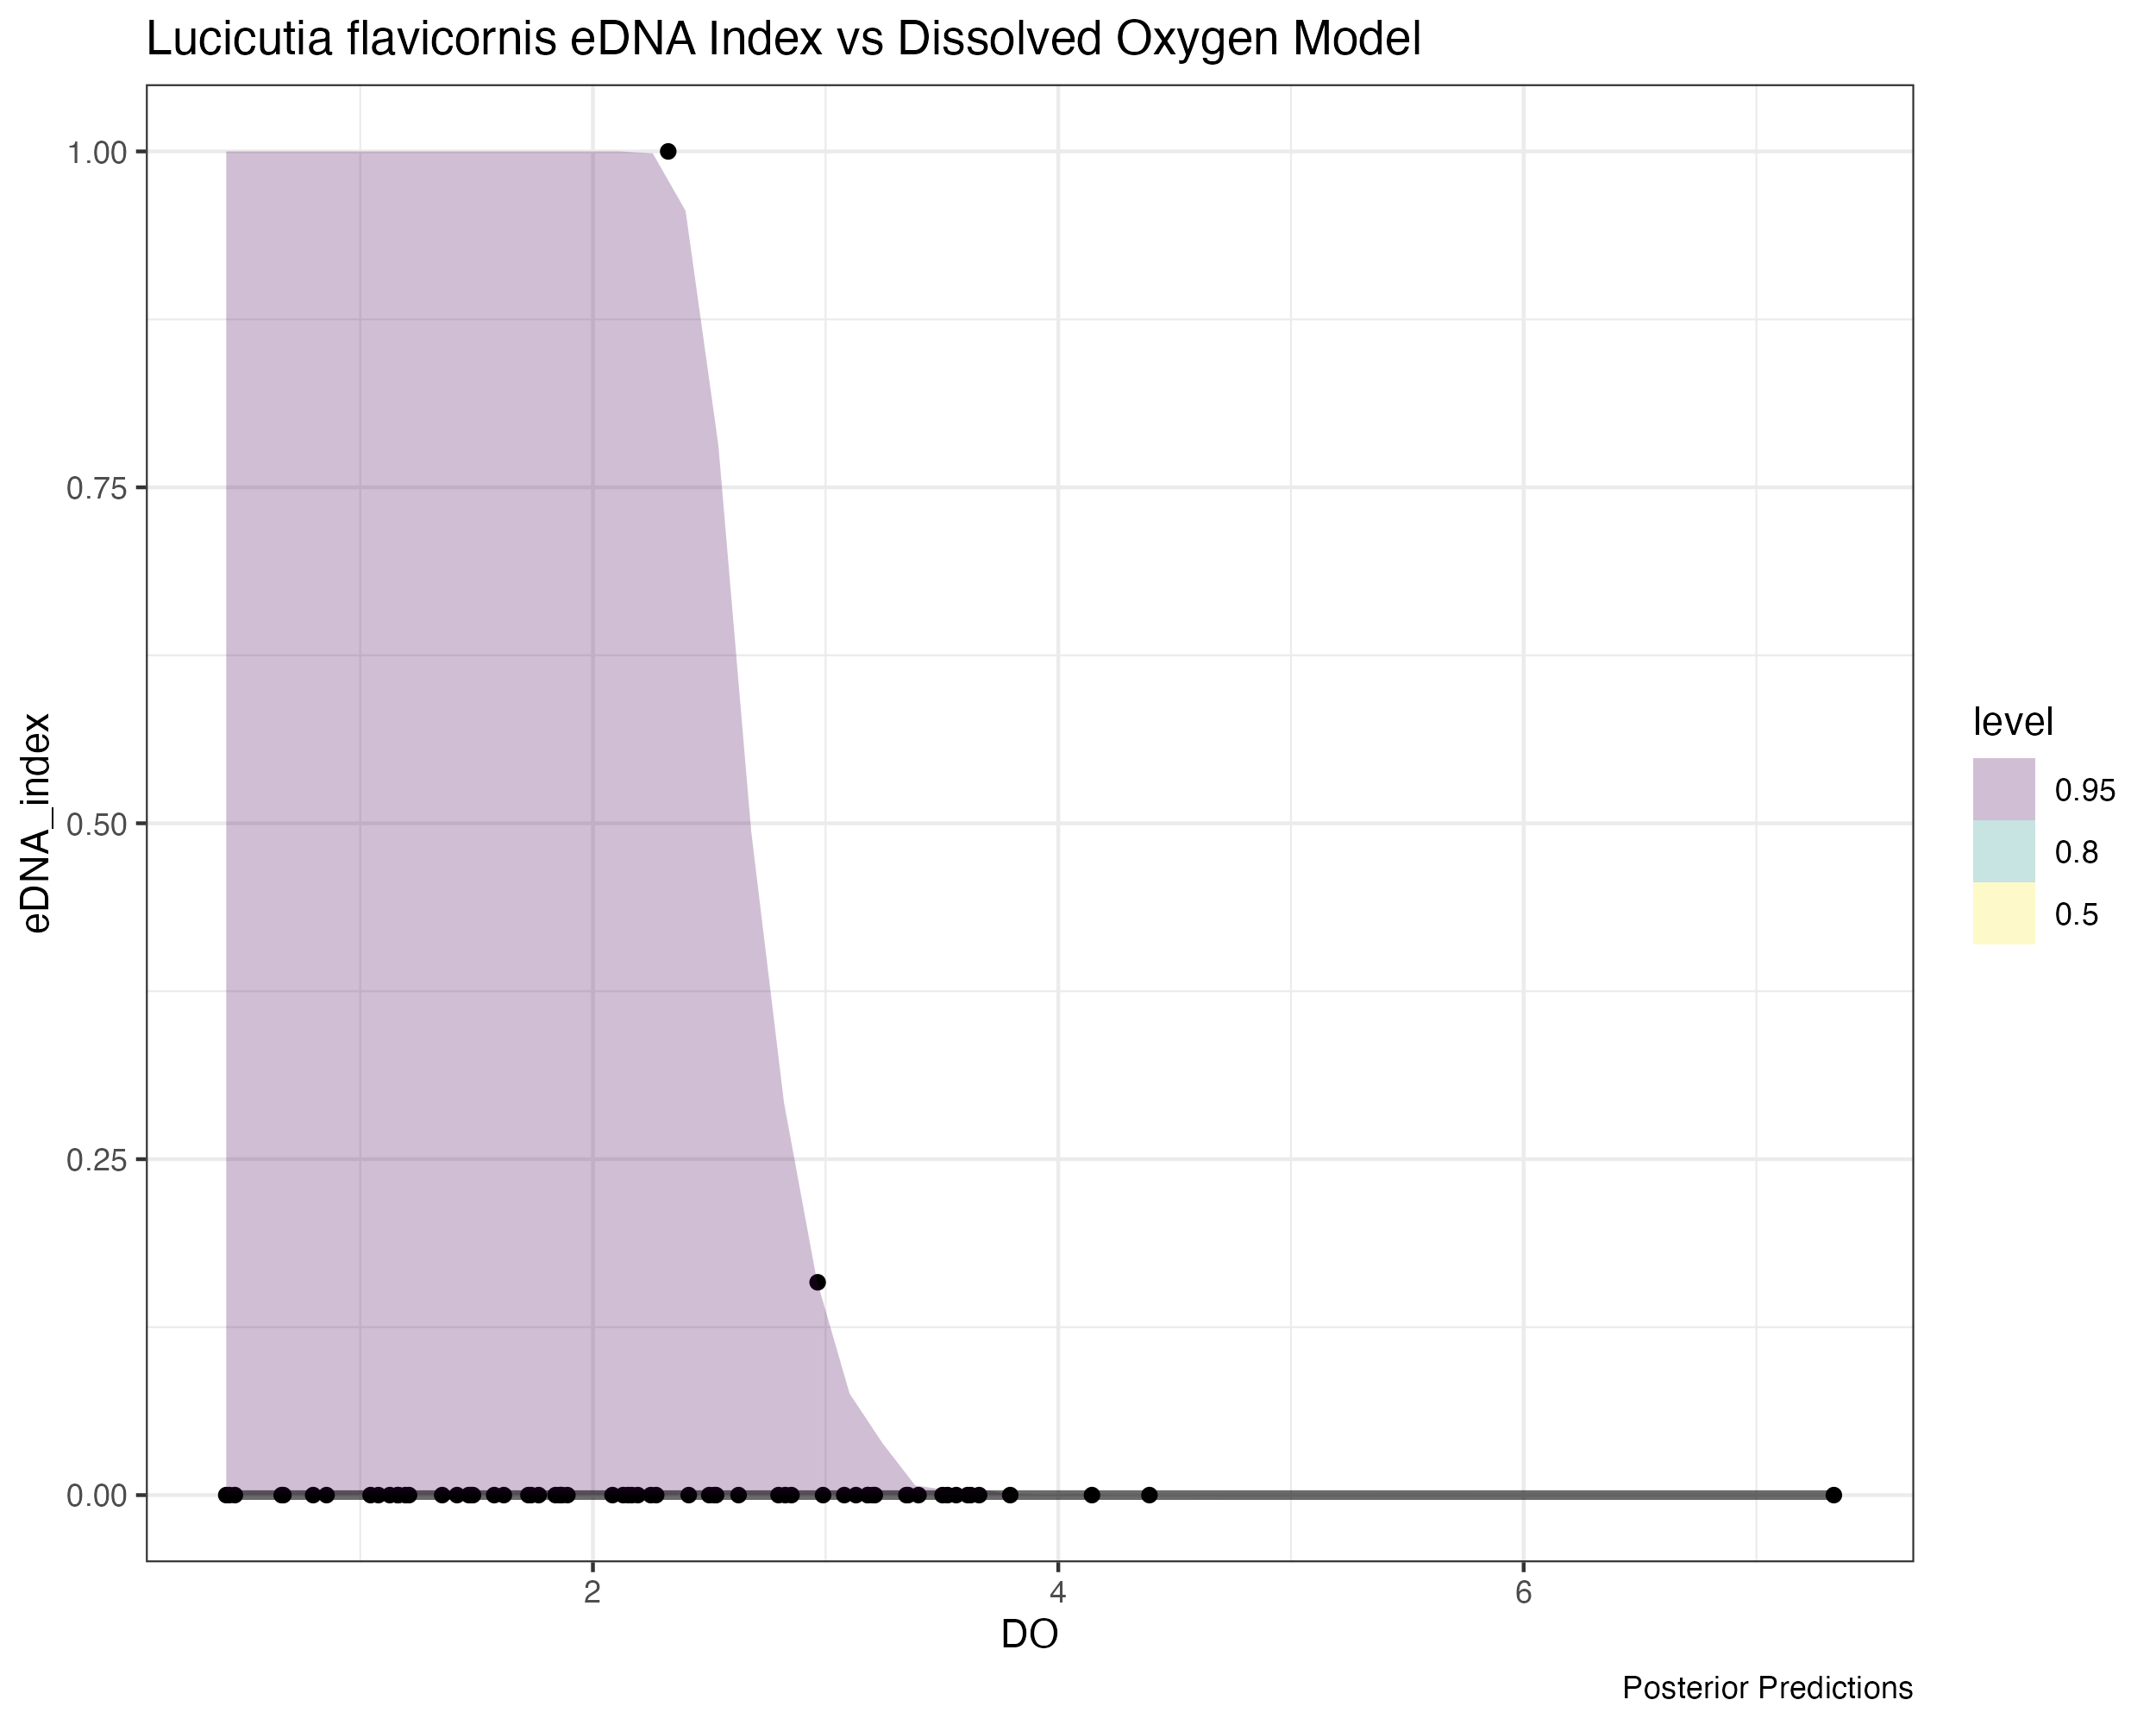 Lucicutia flavicornis eDNA Index vs Dissolved Oxygen Model
1.00
0.75
0.50
0.25
0.00
eDNA_index
2
4
6
DO
level
0.95
0.8
0.5
Posterior Predictions